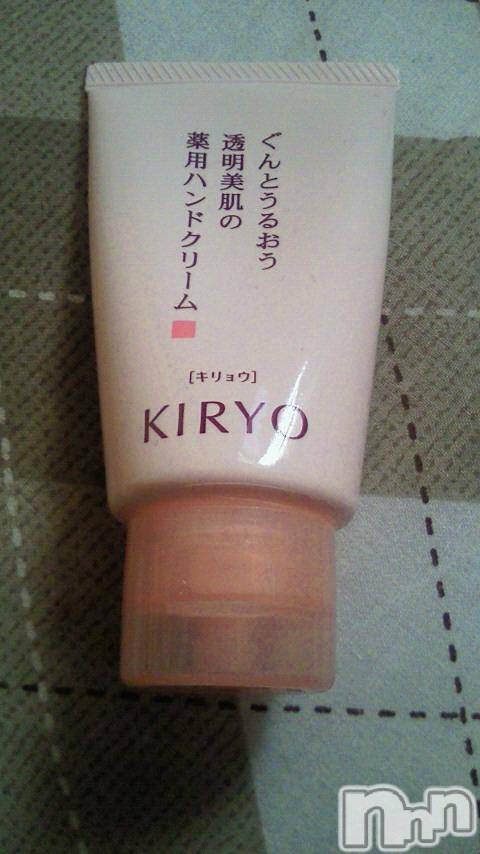 ぐんとうるおう
透明美肌の
薬用ハンドクリーム
[キリョウ]
KIRYO
nnn